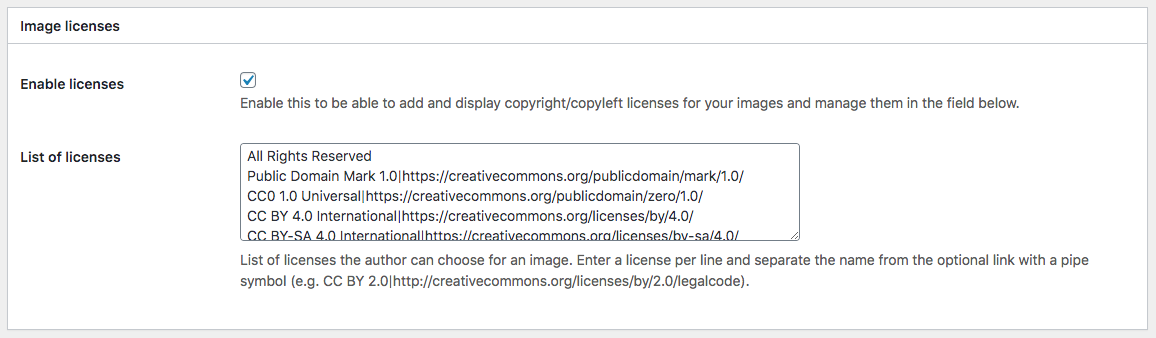 Image licenses
Enable licenses
Enable this to be able to add and display copyright/copyleft licenses for your images and manage them in the field below.
List of licenses
All Rights Reserved
Public Domain Mark 1.0|https://creativecommons.org/publicdomain/mark/1.0/
CC0 1.0 Universal|https://creativecommons.org/publicdomain/zero/1.0/
CC BY 4.0 International|https://creativecommons.org/licenses/by/4.0/
CC BY-SA 4.0 International|https://creativecommons.org/licenses/by-sa/4.0/
List of licenses the author can choose for an image. Enter a license per line and separate the name from the optional link with a pipe
symbol (e.g. CC BY 2.0|http://creativecommons.org/licenses/by/2.0/legalcode).